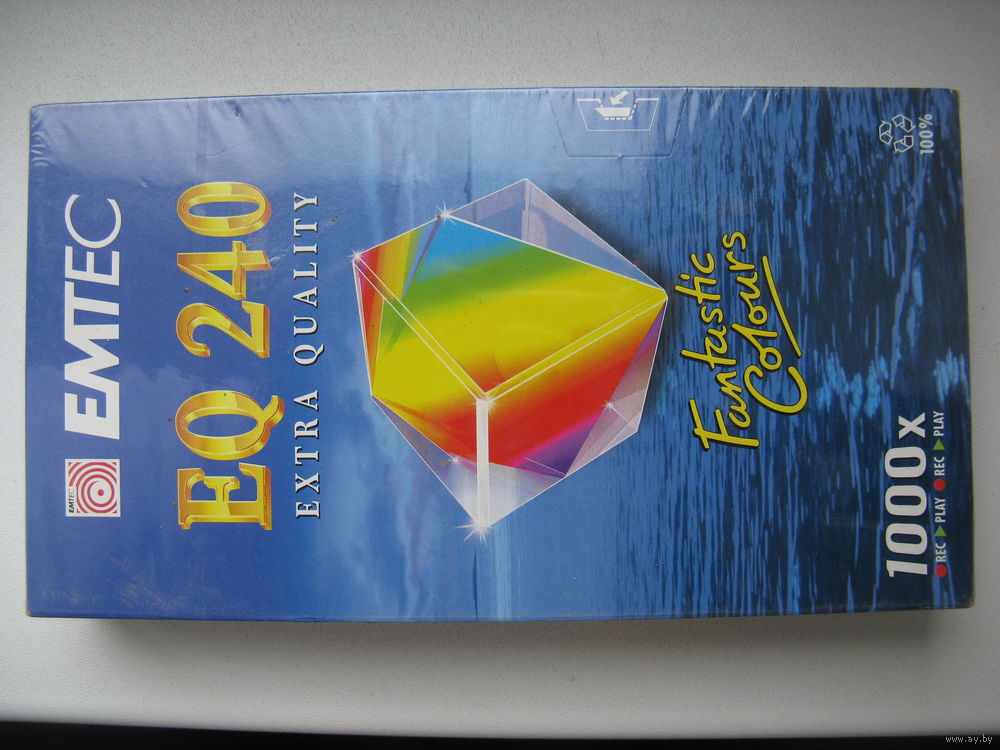 EMTEC
EMTEC
EQ 240
EXTRA QUALITY
Fantastic
Colours
1000x
REC PLAY REC PLAY
100%
www.ay.by